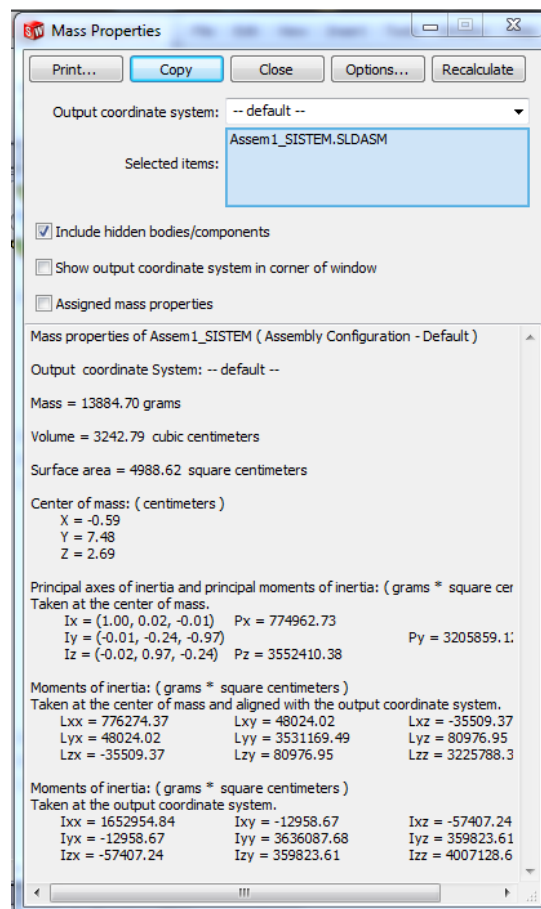 Mass Properties
Print... Copy Close Options... Recalculate
Output coordinate system: -- default --
Selected items: Assem1_SISTEM.SLDASM
Include hidden bodies/components
Show output coordinate system in corner of window
Assigned mass properties
Mass properties of Assem1_SISTEM ( Assembly Configuration - Default )
Output coordinate System: -- default --
Mass = 13884.70 grams
Volume = 3242.79 cubic centimeters
Surface area = 4988.62 square centimeters
Center of mass: ( centimeters )
X = -0.59
Y = 7.48
Z = 2.69
Principal axes of inertia and principal moments of inertia: ( grams * square cer
Taken at the center of mass.
Ix = (1.00, 0.02, -0.01) Px = 774962.73
Iy = (-0.01, -0.24, -0.97) Py = 3205859.12
Iz = (-0.02, 0.97, -0.24) Pz = 3552410.38
Moments of inertia: ( grams * square centimeters )
Taken at the center of mass and aligned with the output coordinate system.
Lxx = 776274.37 Lxy = 48024.02 Lxz = -35509.37
Lyx = 48024.02 Lyy = 3531169.49 Lyz = 80976.95
Lzx = -35509.37 Lzy = 80976.95 Lzz = 3225788.3
Moments of inertia: ( grams * square centimeters )
Taken at the output coordinate system.
Ixx = 1652954.84 Ixy = -12958.67 Ixz = -57407.24
Iyx = -12958.67 Iyy = 3636087.68 Iyz = 359823.61
Izx = -57407.24 Izy = 359823.61 Izz = 4007128.6